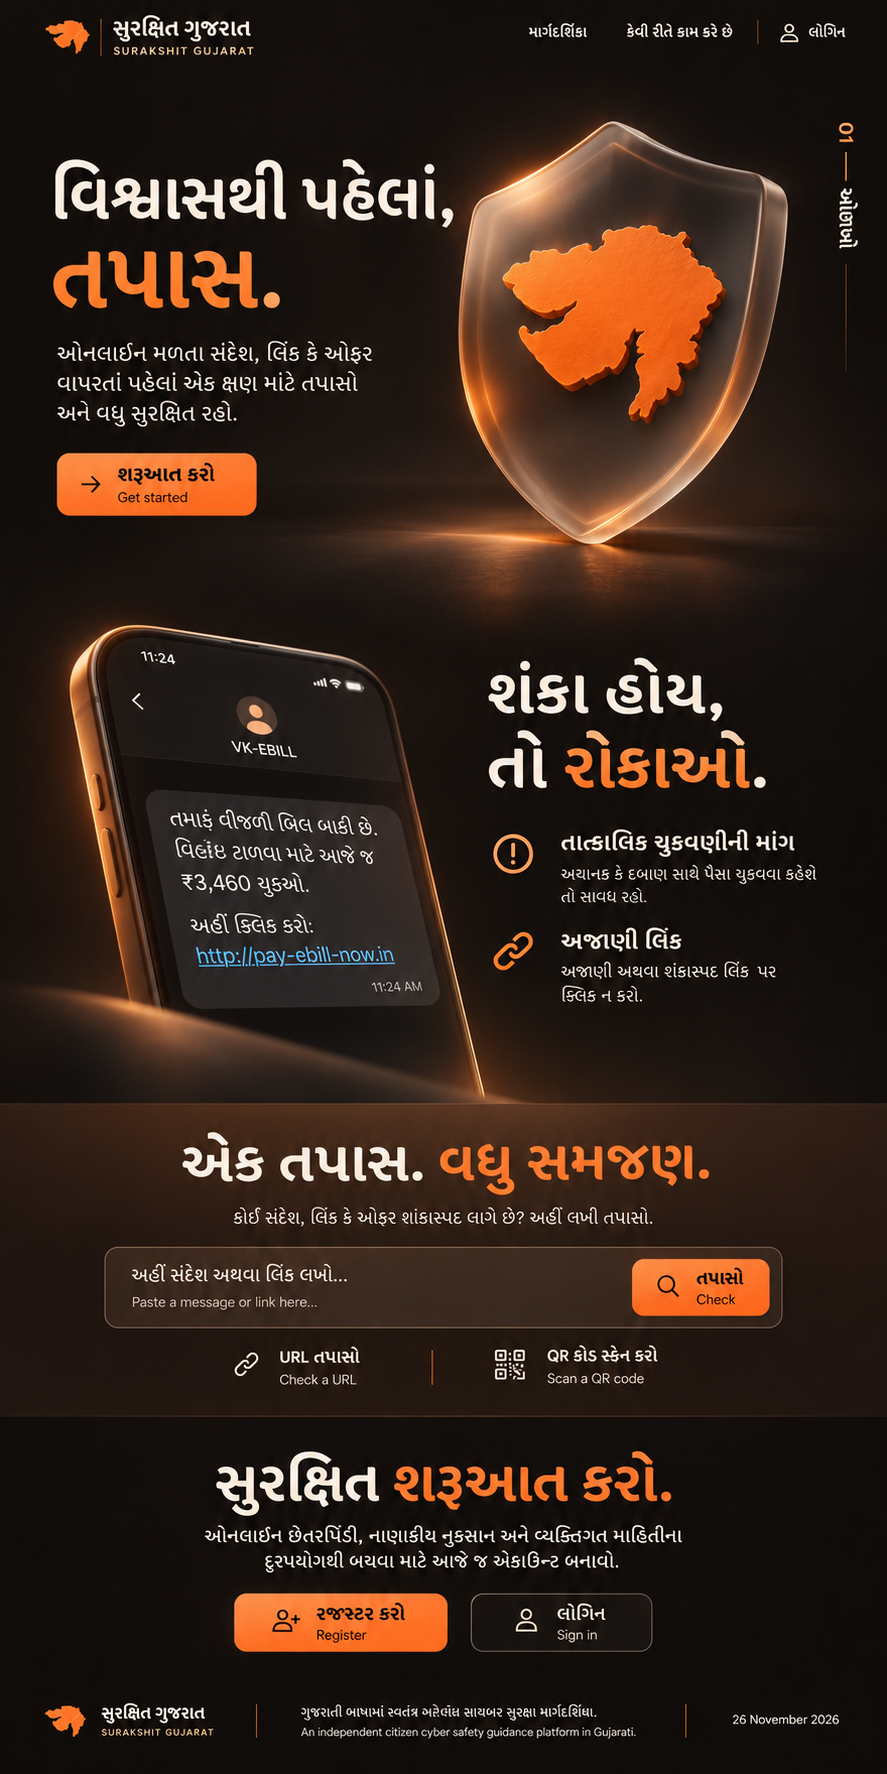 સુરક્ષિત ગુજરાત
SURAKSHIT GUJARAT
માર્ગદર્શિકા
કેવી રીતે કામ કરે છે
લોગિન
01 — ઓળખો
વિશ્વાસથી પહેલાં,
તપાસ.
ઓનલાઈન મળતા સંદેશ, લિંક કે ઓફર
વાપરતાં પહેલાં એક ક્ષણ માંટે તપાસો
અને વધુ સુરક્ષિત રહો.
શરૂઆત કરો
Get started
11:24
VK-EBILL
વીજળી બિલ બાકી છે.
ટાળવા માટે આજે જ
₹3,460 ચુકઓ.
અહીં ક્લિક કરો:
http://pay-ebill-now.in
11:24 AM
શંકા હોય,
તો રોકાઓ.
તાત્કાલિક ચુકવણીની માંગ
અચાનક કે દબાણ સાથે પૈસા ચુકવવા કહેશે
તો સાવધ રહો.
અજાણી લિંક
અજાણી અથવા શંકાસ્પદ લિંક પર
ક્લિક ન કરો.
એક તપાસ. વધુ સમજણ.
કોઈ સંદેશ, લિંક કે ઓફર શાંકાસ્પદ લાગે છે? અહીં લખી તપાસો.
અહીં સંદેશ અથવા લિંક લખો...
Paste a message or link here...
તપાસો
Check
URL તપાસો
Check a URL
QR કોડ સ્કેન કરો
Scan a QR code
સુરક્ષિત શરૂઆત કરો.
ઓનલાઈન છેતરપિંડી, નાણાકીય નુકસાન અને વ્યક્તિગત માહિતીના
દુરપયોગથી બચવા માટે આજે જ એકાઉન્ટ બનાવો.
રજીસ્ટર કરો
Register
લોગિન
Sign in
સુરક્ષિત ગુજરાત
SURAKSHIT GUJARAT
ગુજરાતી ભાષામાં સ્વતંત્ર સાયબર સુરક્ષા
An independent citizen cyber safety guidance platform in Gujarati.
26 November 2026